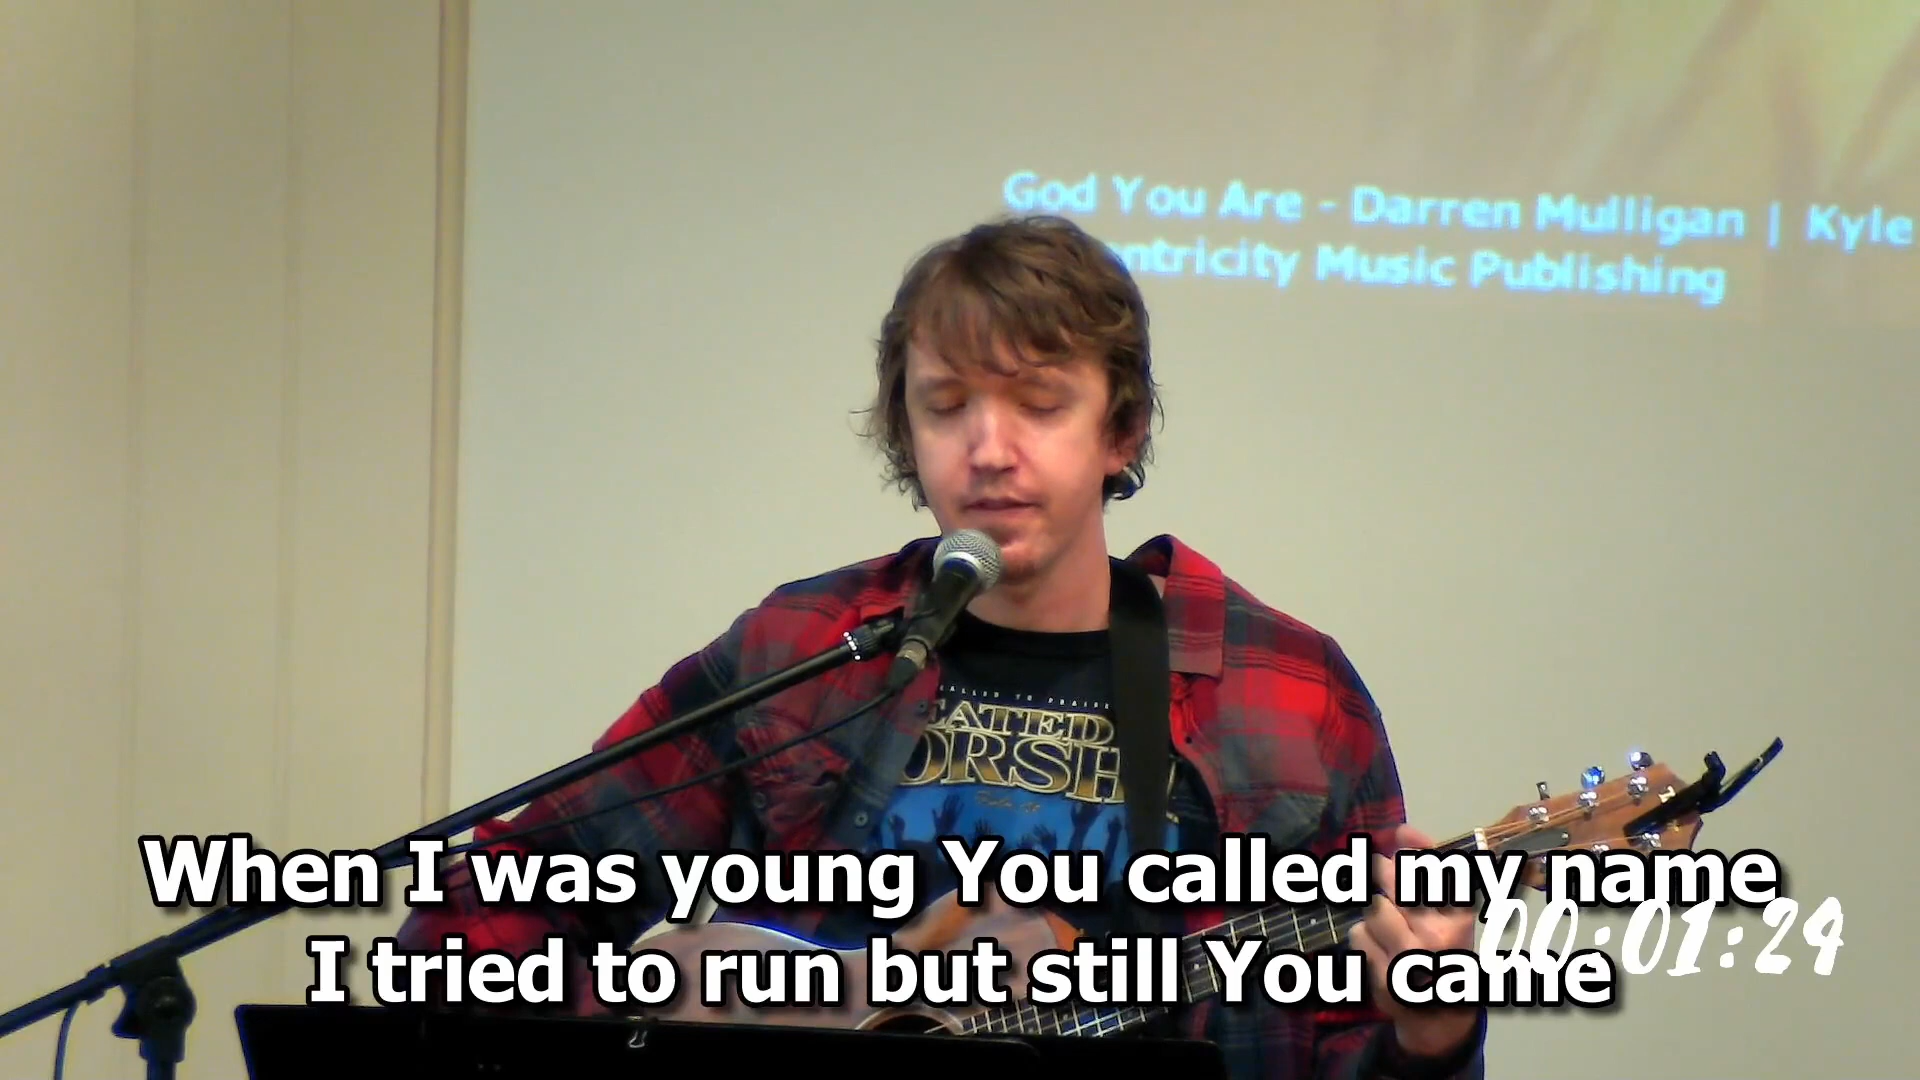 God You Are - Darren Mulligan | Kyle
Music Publishing
When I was young You called my name
I tried to run but still You came
00:01:24